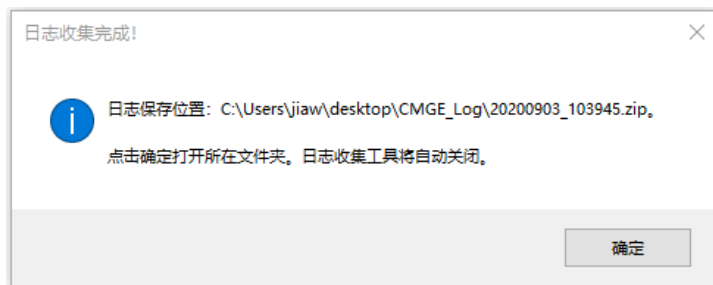 日志收集完成!
日志保存位置：C:\Users\jiaw\desktop\CMGE_Log\20200903_103945.zip。
点击确定打开所在文件夹。日志收集工具将自动关闭。
确定